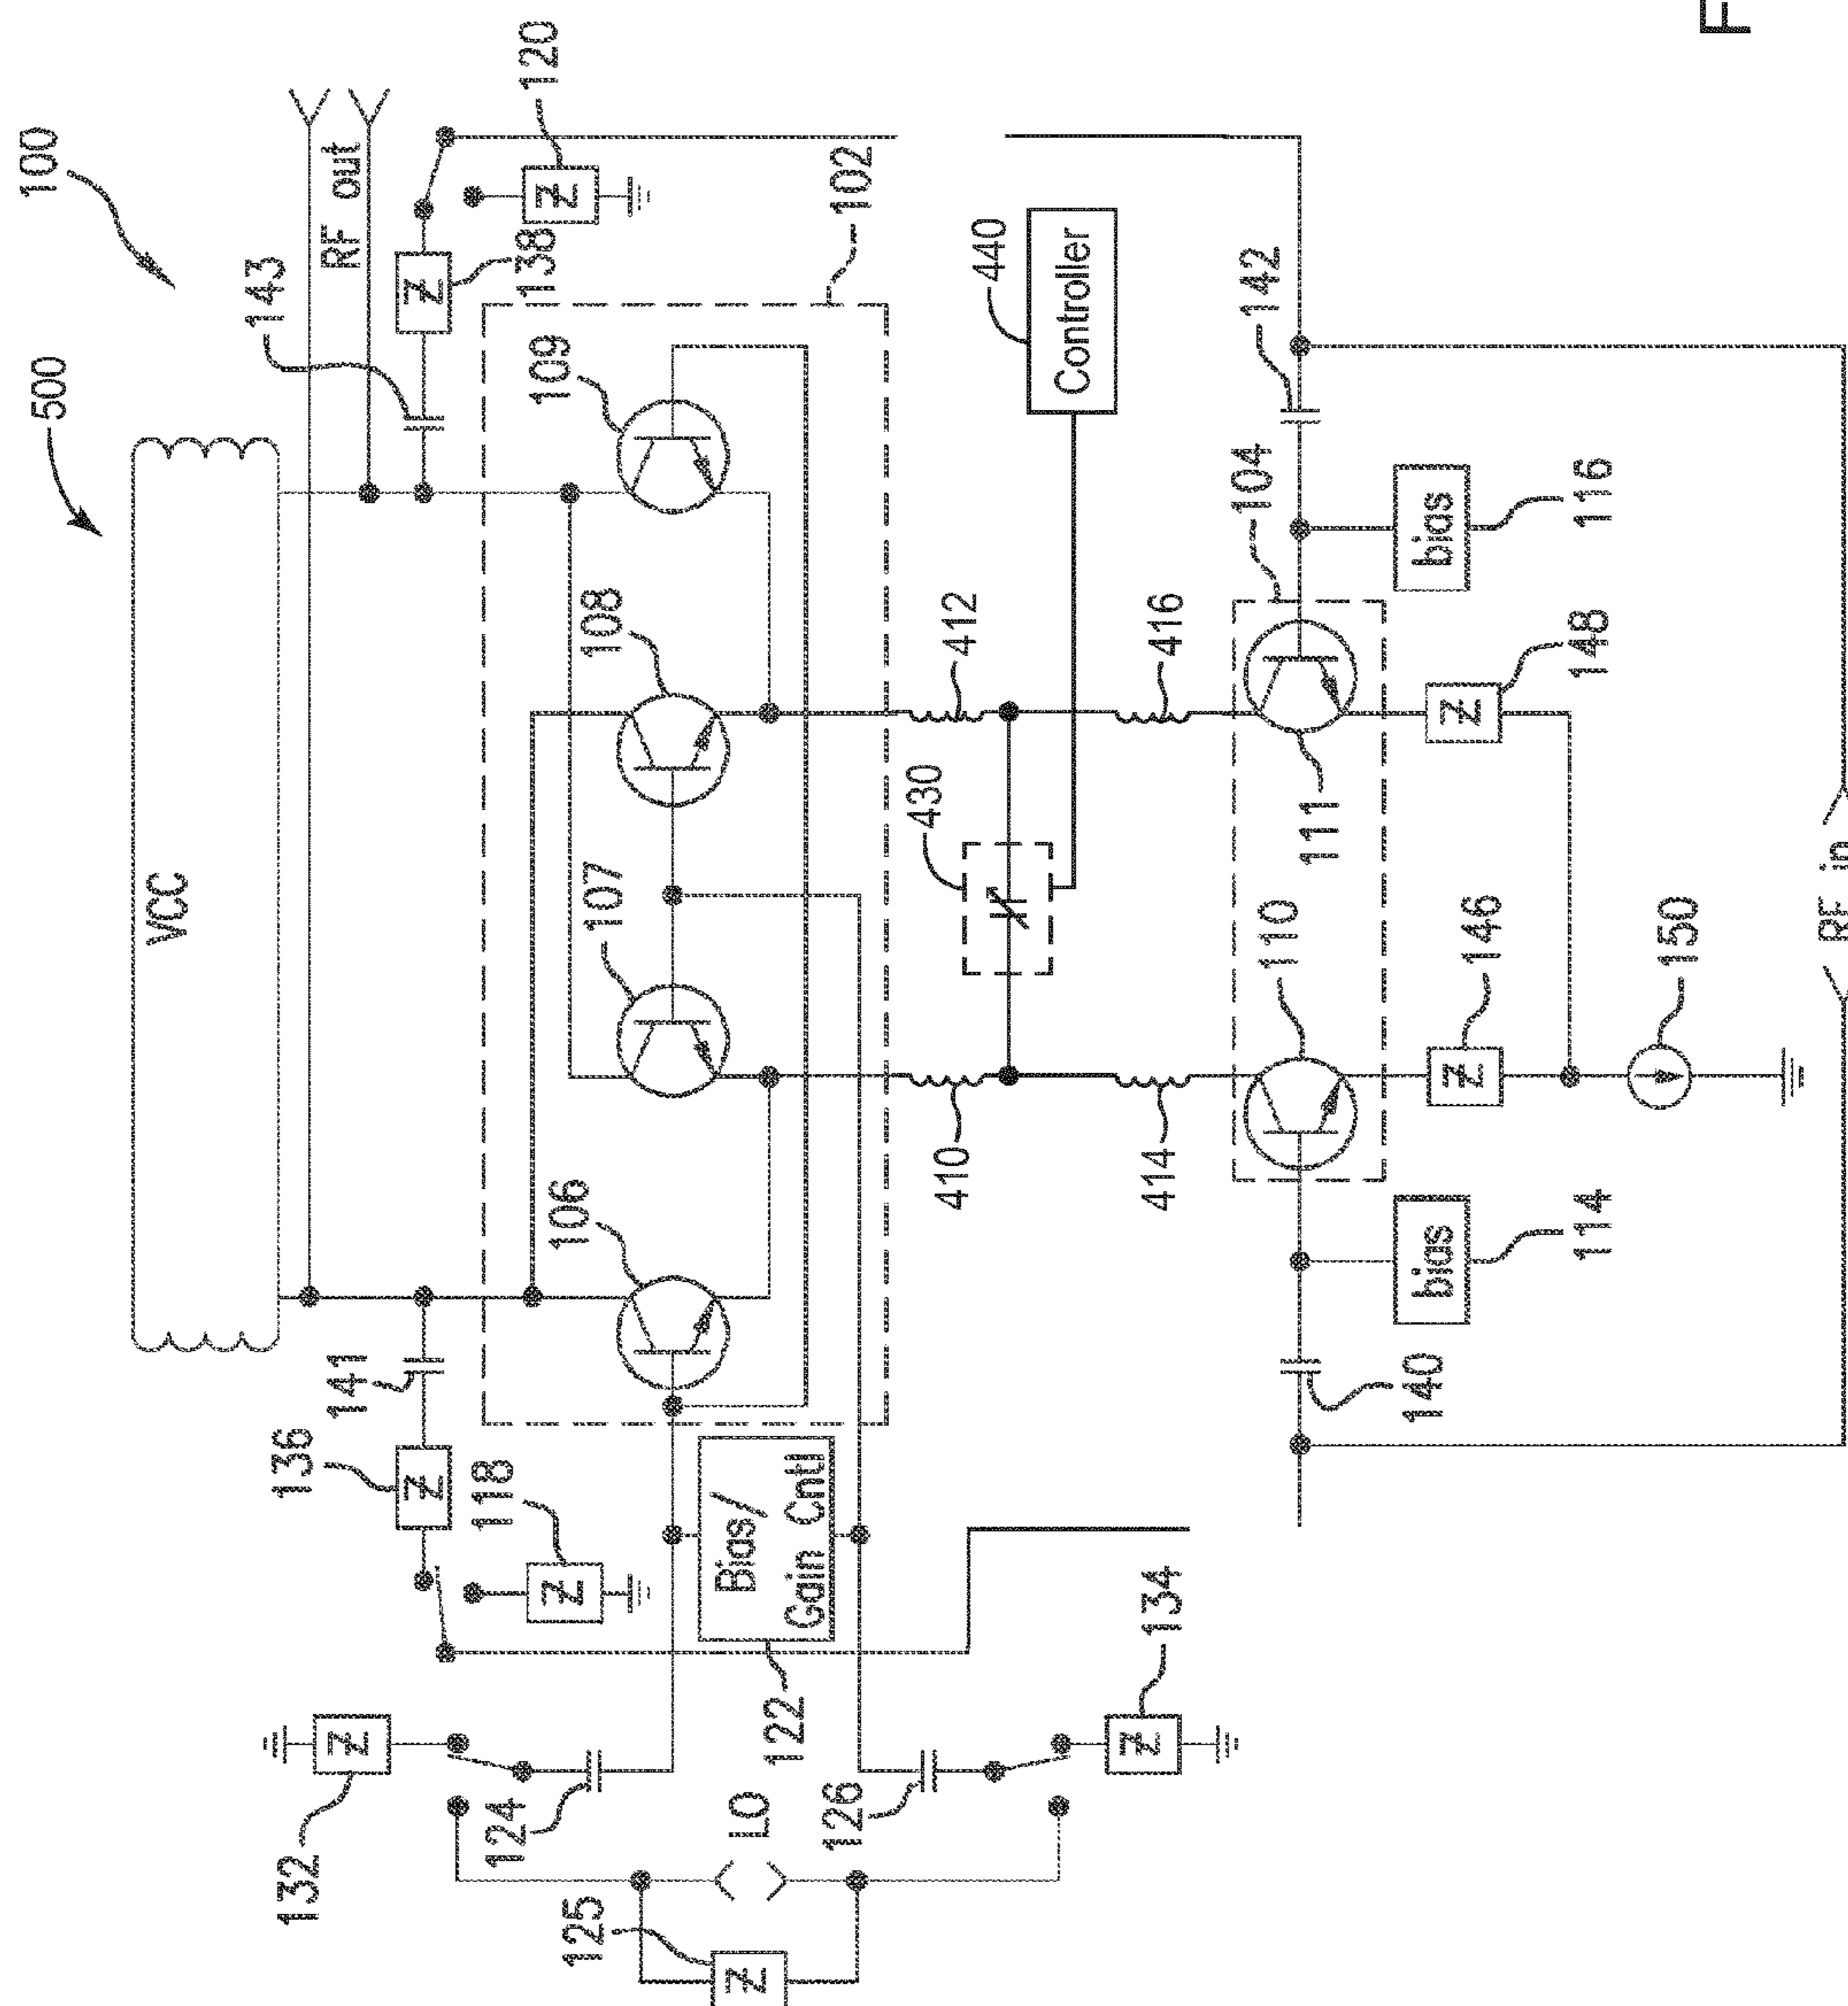 100
500
VCC
RF out
143
120
Z
138
Z
102
141
136
Z
118
Z
132
Z
109
108
107
106
124
125
Z
LO
126
122
Bias/
Gain Cntl
134
Z
440
Controller
430
412
410
416
414
142
104
111
110
116
bias
114
bias
140
148
Z
146
Z
150
RF in
F